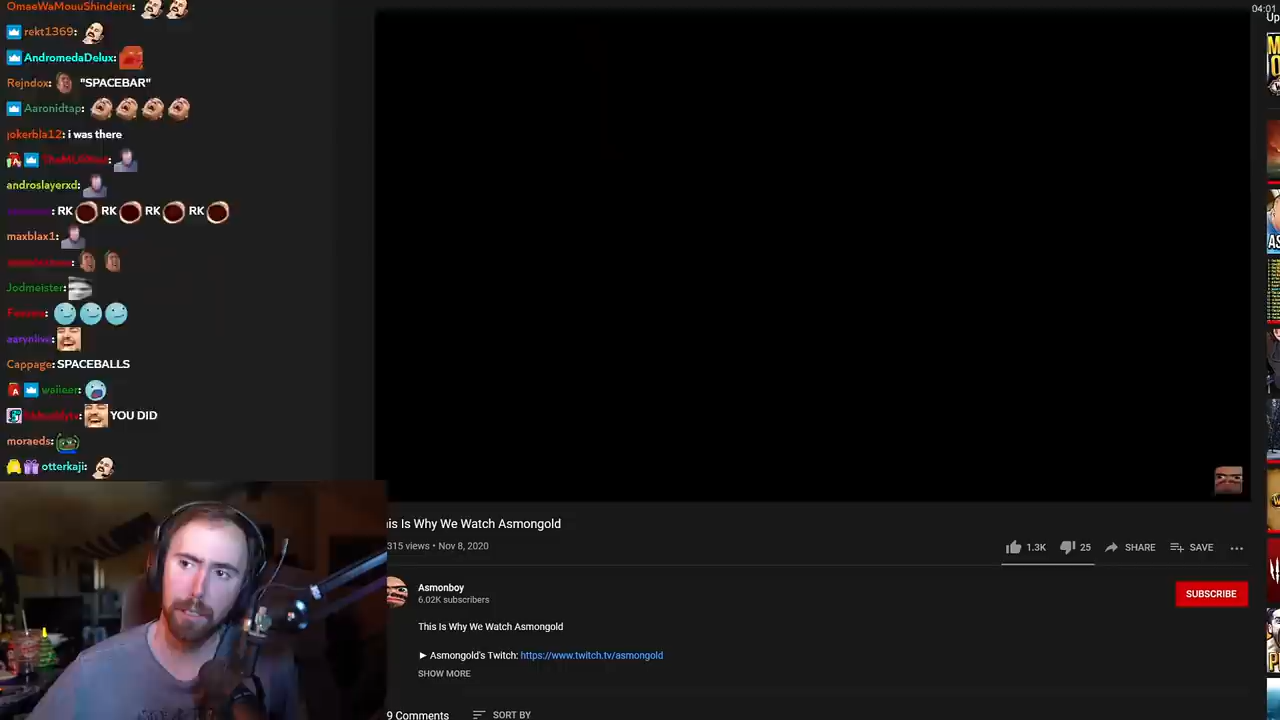 04:01
Up
OmaeWaMouuShindeiru:
rekt1369:
AndromedaDelux:
Rejndox: "SPACEBAR"
Aaronidtap:
jokerbla12: i was there
androslayerxd:
: RK RK RK RK
maxblax1:
Jodmeister:
aarynlive:
Cappage: SPACEBALLS
YOU DID
moraeds:
otterkaji:
is Is Why We Watch Asmongold
315 views • Nov 8, 2020
1.3K
25
SHARE
SAVE
Asmonboy
6.02K subscribers
SUBSCRIBE
This Is Why We Watch Asmongold
► Asmongold's Twitch: https://www.twitch.tv/asmongold
SHOW MORE
9 Comments
SORT BY